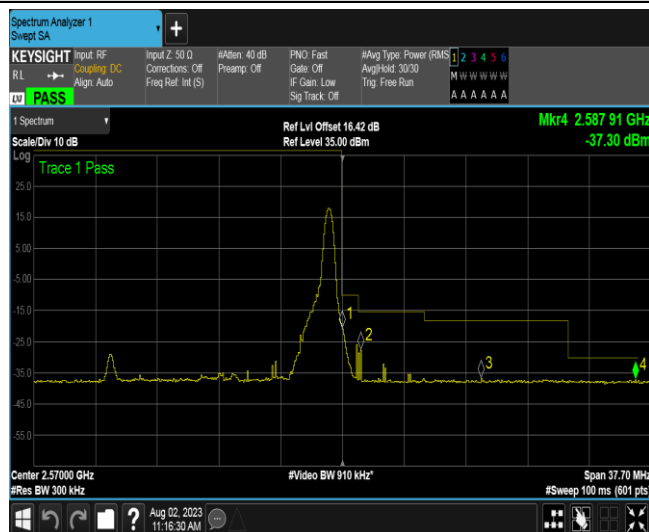 Spectrum Analyzer 1
Swept SA
+
KEYSIGHT
RL
LXI PASS
Input: RF
Coupling: DC
Align: Auto
Input Z: 50 Ω
Corrections: Off
Freq Ref: Int (S)
#Atten: 40 dB
Preamp: Off
PNO: Fast
Gate: Off
IF Gain: Low
Sig Track: Off
#Avg Type: Power (RMS
Avg|Hold: 30/30
Trig: Free Run
1 2 3 4 5 6
M W W W W W
A A A A A A
1 Spectrum
Scale/Div 10 dB
Ref Lvl Offset 16.42 dB
Ref Level 35.00 dBm
Mkr4 2.587 91 GHz
-37.30 dBm
Log
Trace 1 Pass
25.0
15.0
5.00
-5.00
-15.0
-25.0
-35.0
-45.0
-55.0
1
2
3
4
Center 2.57000 GHz
#Res BW 300 kHz
#Video BW 910 kHz*
Span 37.70 MHz
#Sweep 100 ms (601 pts)
?
Aug 02, 2023
11:16:30 AM